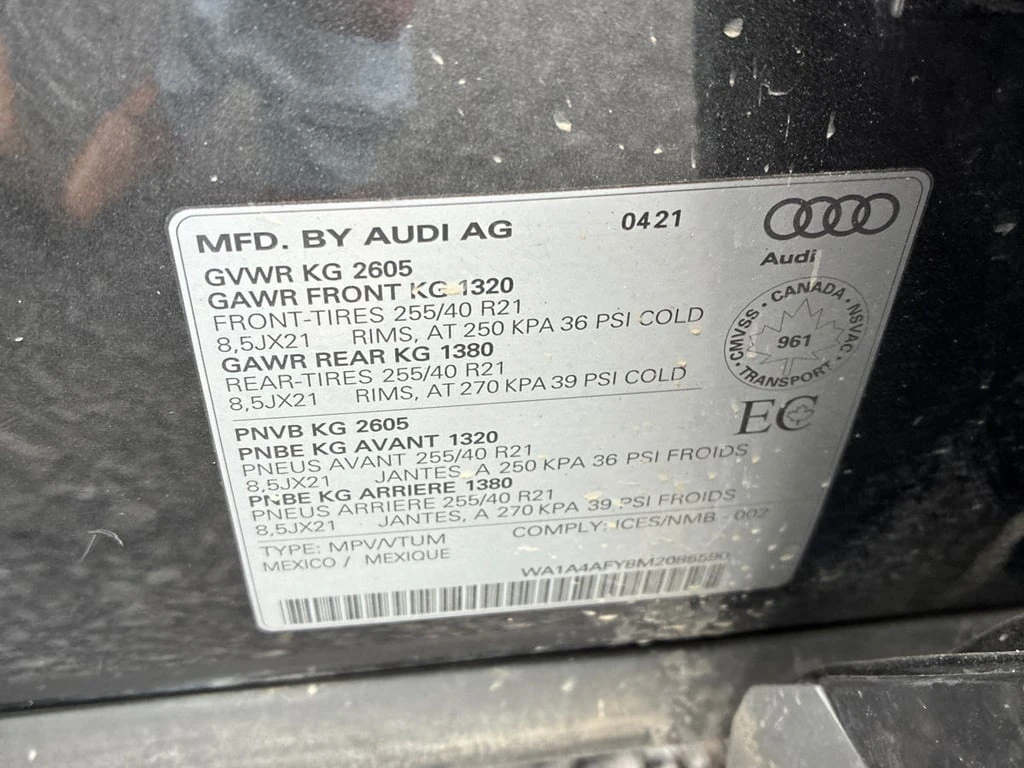 MFD. BY AUDI AG
0421
Audi
GVWR KG 2605
GAWR FRONT KG 1320
FRONT-TIRES 255/40 R21
8,5JX21 RIMS, AT 250 KPA 36 PSI COLD
GAWR REAR KG 1380
REAR-TIRES 255/40 R21
8,5JX21 RIMS, AT 270 KPA 39 PSI COLD
CANADA · NSVAC · TRANSPORT · CMVSS ·
961
EC
PNVB KG 2605
PNBE KG AVANT 1320
PNEUS AVANT 255/40 R21
8,5JX21 JANTES, A 250 KPA 36 PSI FROIDS
PNBE KG ARRIERE 1380
PNEUS ARRIERE 255/40 R21
8,5JX21 JANTES, A 270 KPA 39 PSI FROIDS
TYPE: MPV/VTUM
COMPLY: ICES/NMB - 002
MEXICO / MEXIQUE
WA1A4AFY8M2086590